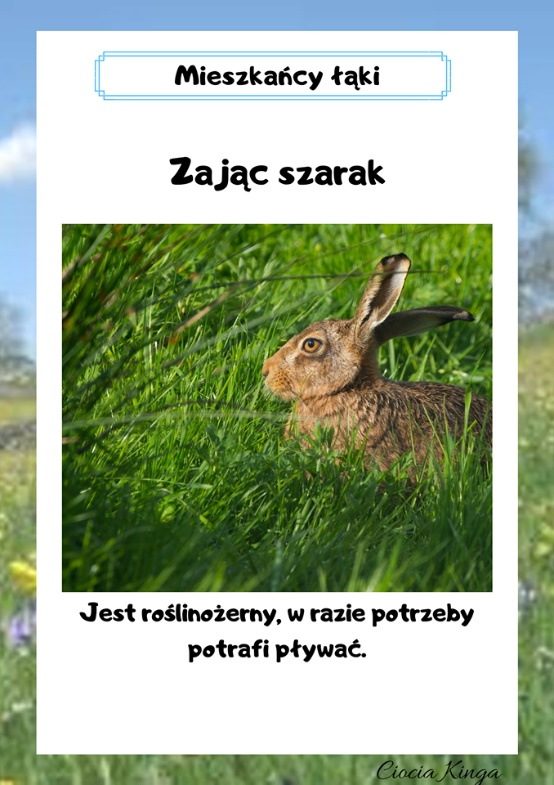 Mieszkańcy łąki
Zając szarak
Jest roślinożerny, w razie potrzeby
potrafi pływać.
Ciocia Kinga